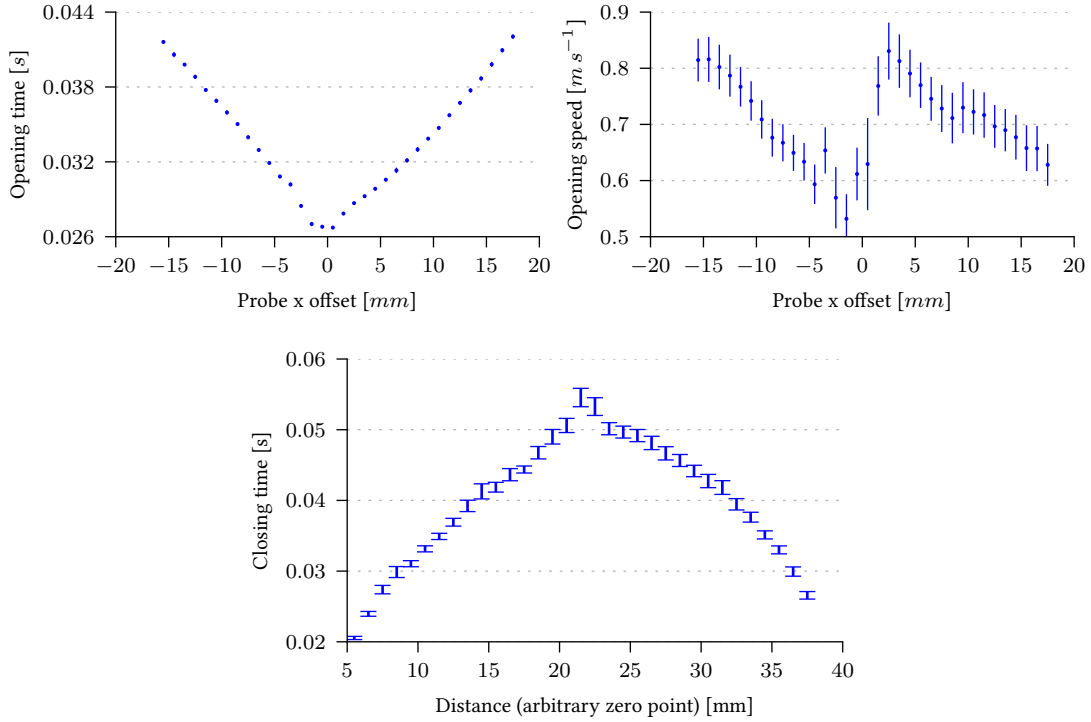 Opening time [s]
0.044
0.038
0.032
0.026
−20 −15 −10 −5 0 5 10 15 20
Probe x offset [mm]
Opening speed [m s−1]
0.9
0.8
0.7
0.6
0.5
−20 −15 −10 −5 0 5 10 15 20
Probe x offset [mm]
Closing time [s]
0.06
0.05
0.04
0.03
0.02
5 10 15 20 25 30 35 40
Distance (arbitrary zero point) [mm]